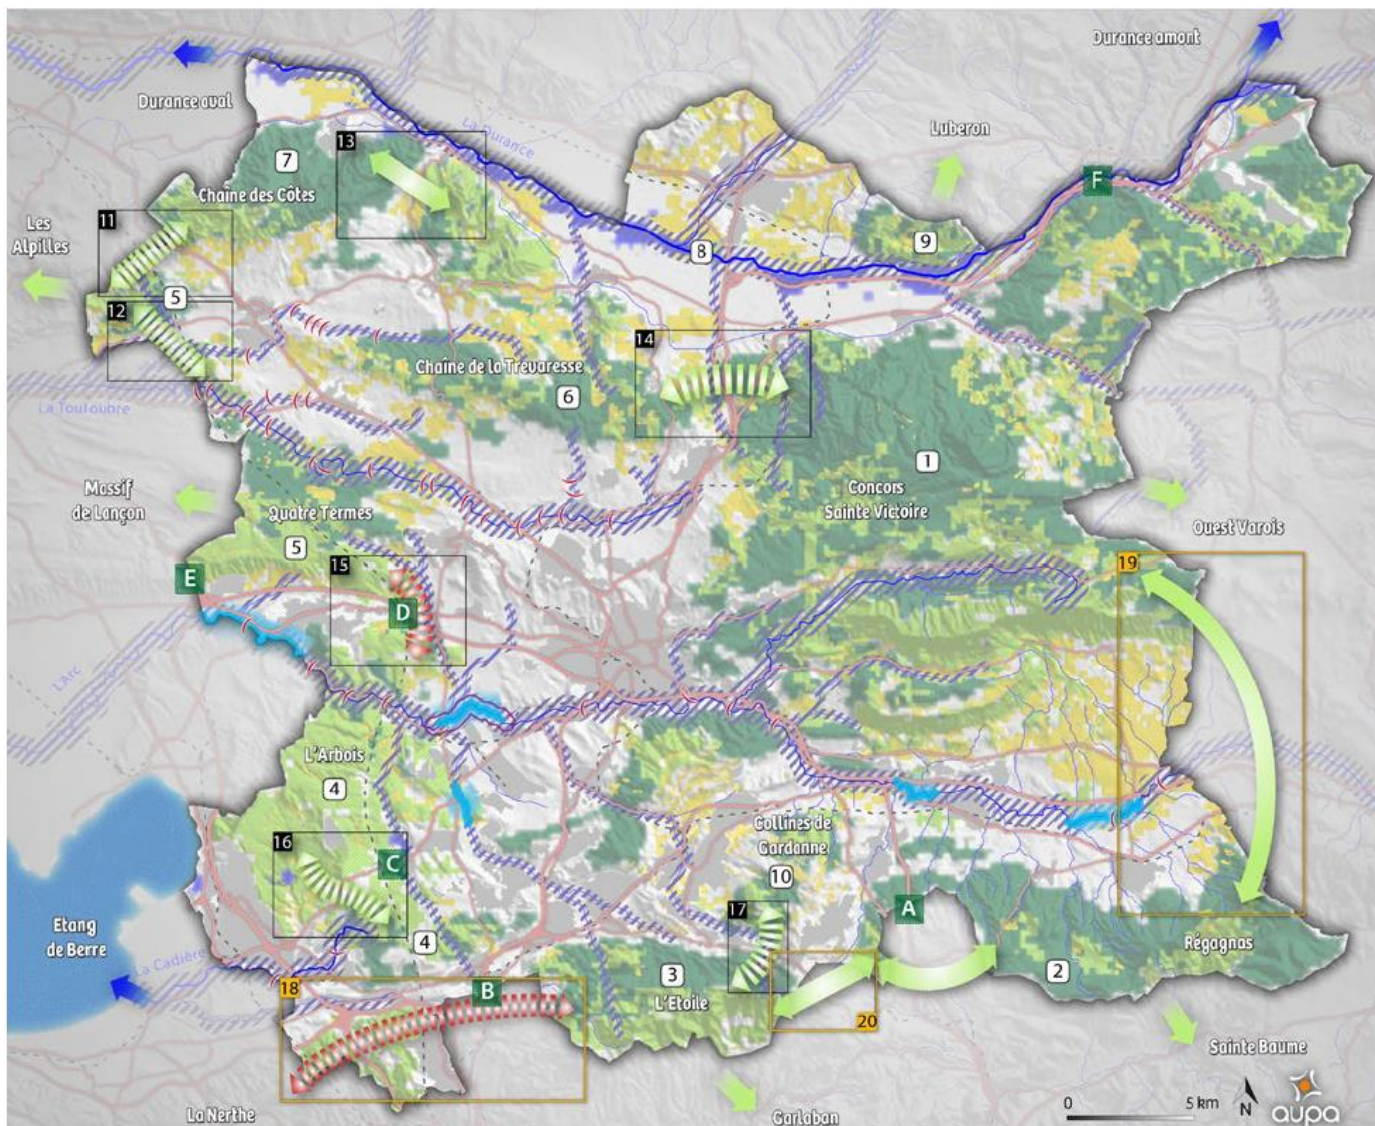 Durance amont
Durance aval
La Durance
Luberon
13
7
F
Chaîne des Côtes
11
Les
Alpilles
8
9
5
12
14
Chaîne de la Trévaresse
6
La Touloubre
1
Massif
de Lançon
Concors
Sainte Victoire
Quatre Termes
Ouest Varois
5
15
19
E
D
L'Arc
L'Arbois
4
Collines de
Gardanne
16
C
10
17
A
Etang
de Berre
4
Régagnas
La Cadière
3
2
18
B
L'Etoile
20
Sainte Baume
La Nerthe
Garlaban
0
5 km
N
aupa